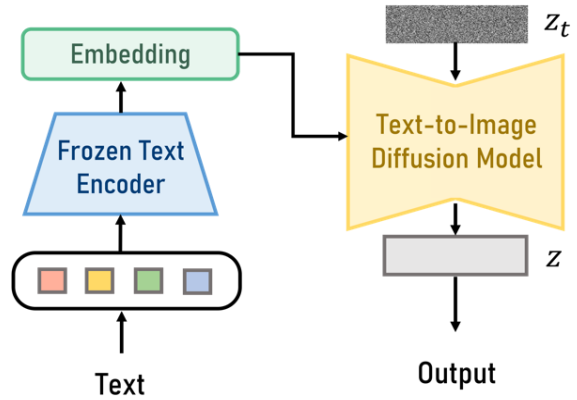 Embedding
Frozen Text
Encoder
Text
z_t
Text-to-Image
Diffusion Model
z
Output